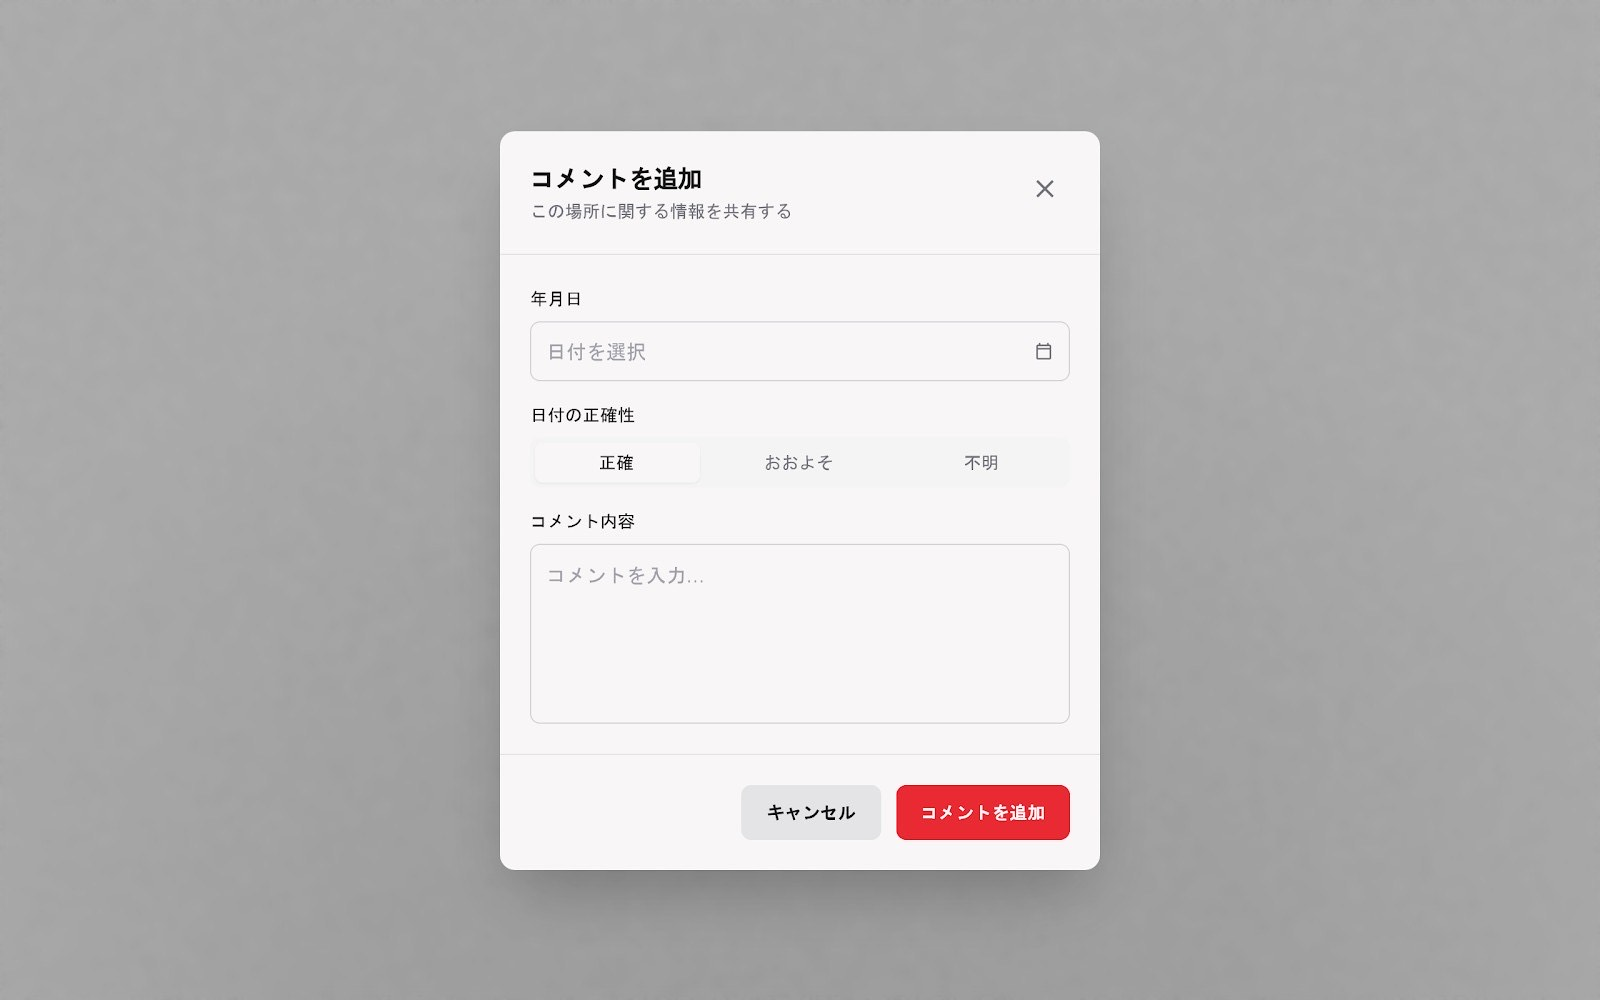 コメントを追加
この場所に関する情報を共有する
年月日
日付を選択
日付の正確性
正確
おおよそ
不明
コメント内容
コメントを入力...
キャンセル
コメントを追加